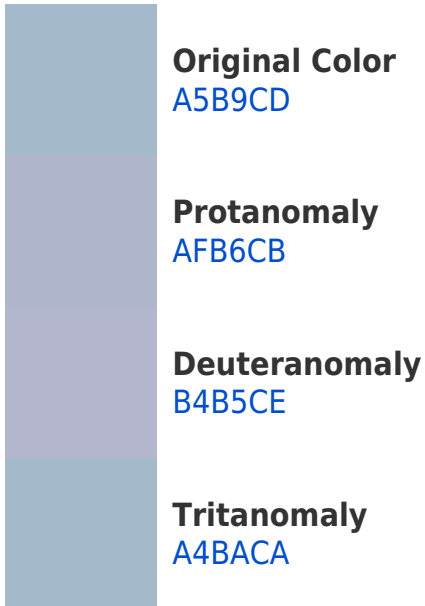 Original Color
A5B9CD
Protanomaly
AFB6CB
Deuteranomaly
B4B5CE
Tritanomaly
A4BACA